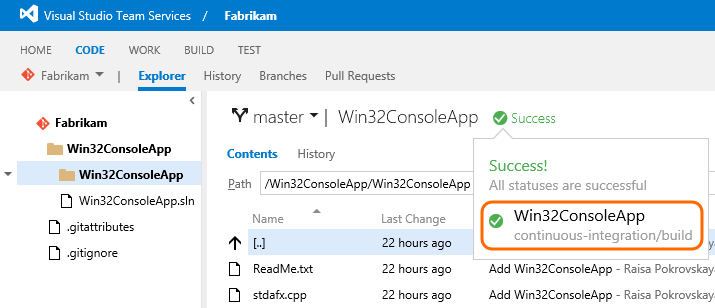 Visual Studio Team Services / Fabrikam
HOME CODE WORK BUILD TEST
Fabrikam | Explorer History Branches Pull Requests
Fabrikam
Win32ConsoleApp
Win32ConsoleApp
Win32ConsoleApp.sln
.gitattributes
.gitignore
master | Win32ConsoleApp Success
Contents History
Path /Win32ConsoleApp/Win32ConsoleApp
Success!
All statuses are successful
Win32ConsoleApp
continuous-integration/build
Name Last Change
[..] 22 hours ago
ReadMe.txt 22 hours ago Add Win32ConsoleApp - Raisa Pokrovska
stdafx.cpp 22 hours ago Add Win32ConsoleApp - Raisa Pokrovska